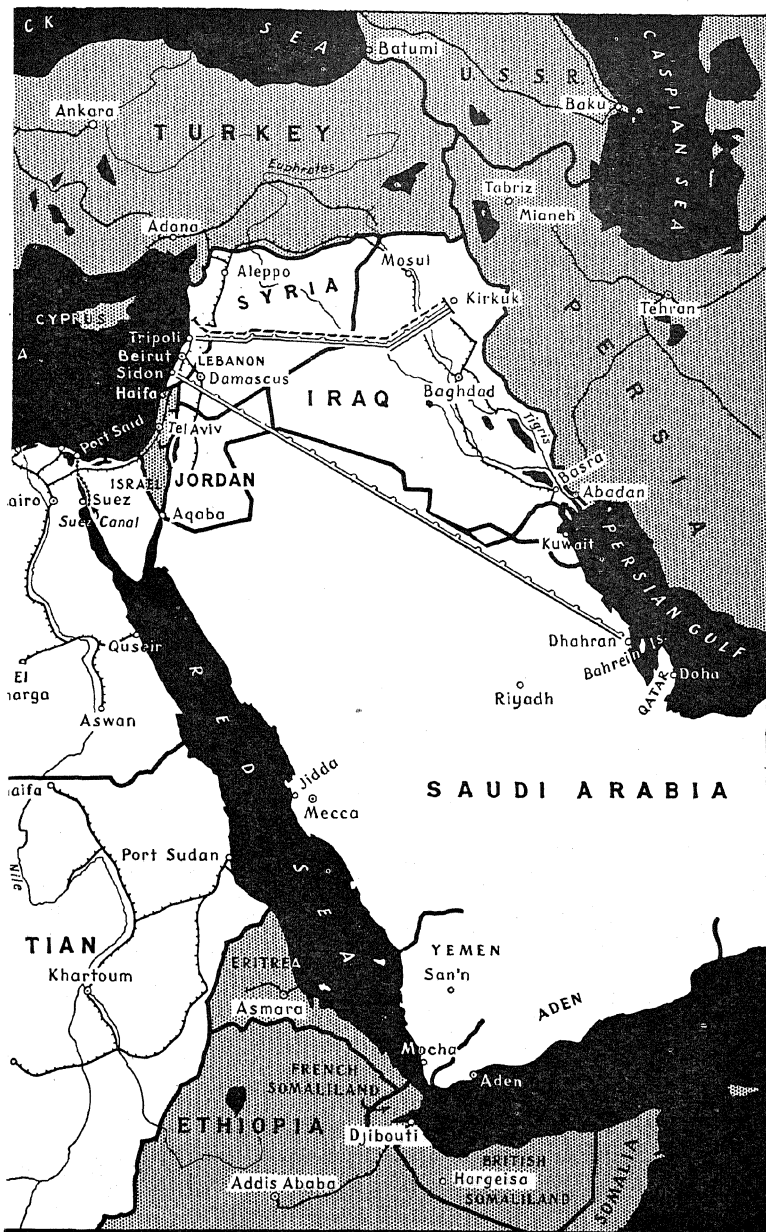 C K
SEA
Batumi
U.S.S.R.
Baku
CASPIAN SEA
Ankara
TURKEY
Euphrates
Tabriz
Mianeh
Adana
Aleppo
Mosul
SYRIA
Kirkuk
Tehran
CYPRUS
A
Tripoli
Beirut
LEBANON
Sidon
Damascus
Haifa
IRAQ
Baghdad
PERSIA
Tigris
Port Said
Tel Aviv
Basra
Abadan
ISRAEL
JORDAN
airo
Suez
Suez Canal
Aqaba
Kuwait
PERSIAN GULF
Quseir
Dhahran
Bahrein Is.
El
harga
Riyadh
QATAR
Doha
Aswan
RED SEA
Jidda
Mecca
SAUDI ARABIA
aifa
Port Sudan
Nile
TIAN
YEMEN
Khartoum
San'n
ERITREA
Asmara
ADEN
Mocha
Aden
FRENCH
SOMALILAND
ETHIOPIA
Djibouti
BRITISH
Addis Ababa
Hargeisa
SOMALILAND
SOMALIA